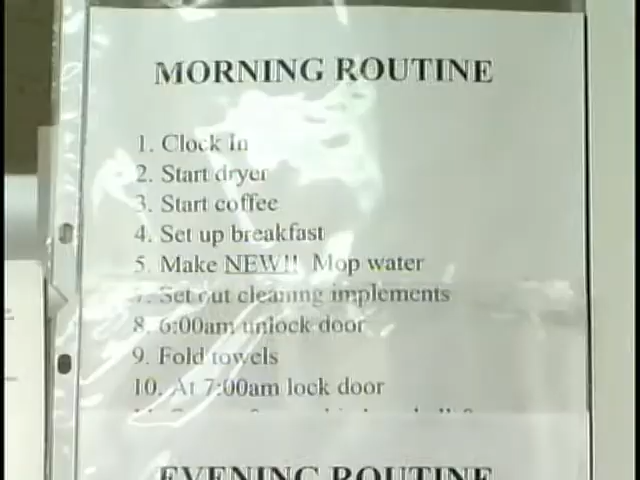 MORNING ROUTINE
1. Clock In
2. Start dryer
3. Start coffee
4. Set up breakfast
5. Make NEW!! Mop water
7. Set out cleaning implements
8. 6:00am unlock door
9. Fold towels
10. At 7:00am lock door
EVENING ROUTINE